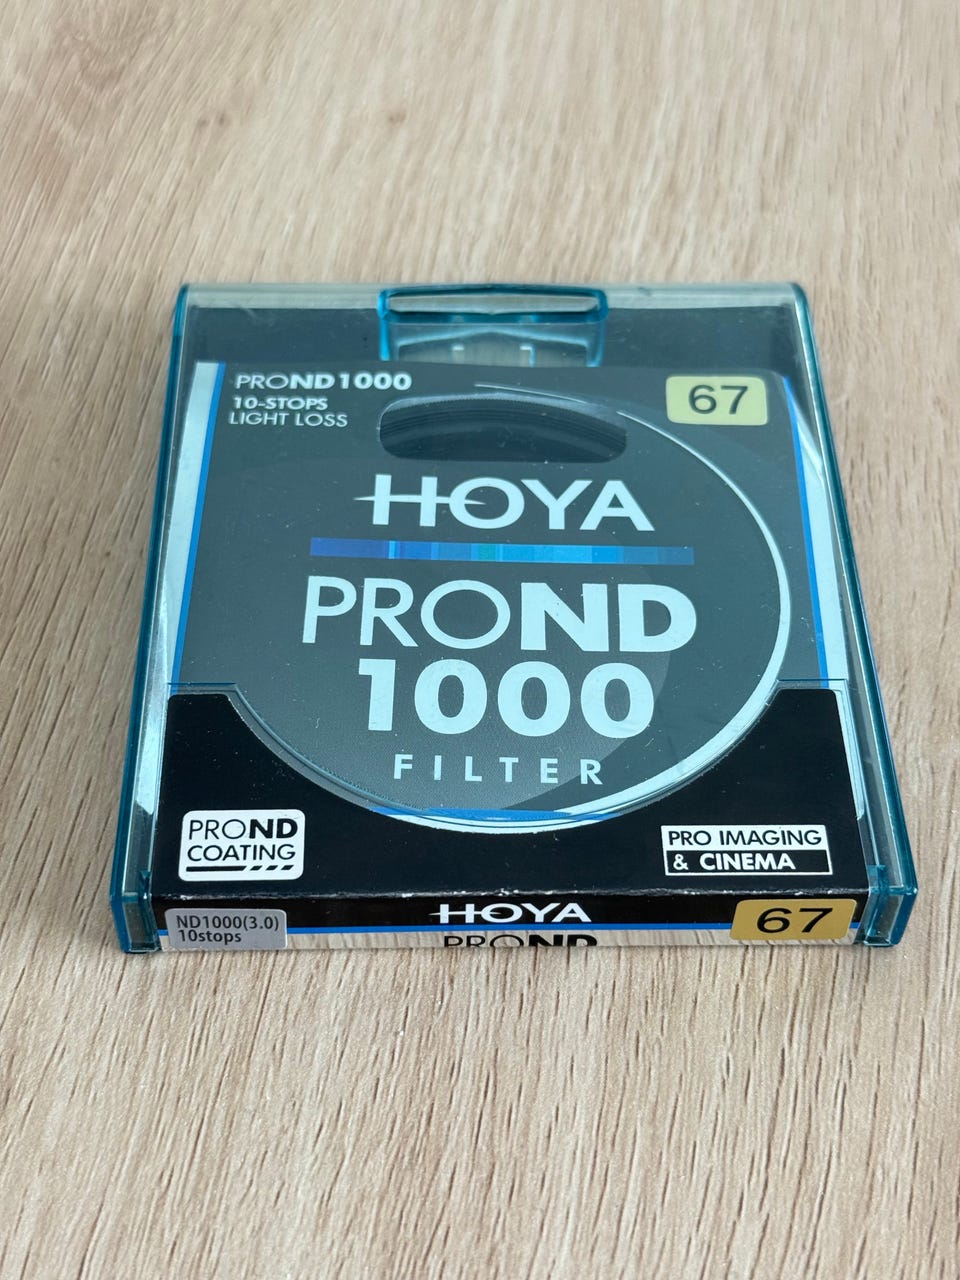 PROND1000
10-STOPS
LIGHT LOSS
67
HOYA
PROND
1000
FILTER
PROND
COATING
PRO IMAGING
& CINEMA
ND1000(3.0)
10stops
HOYA
PROND
67